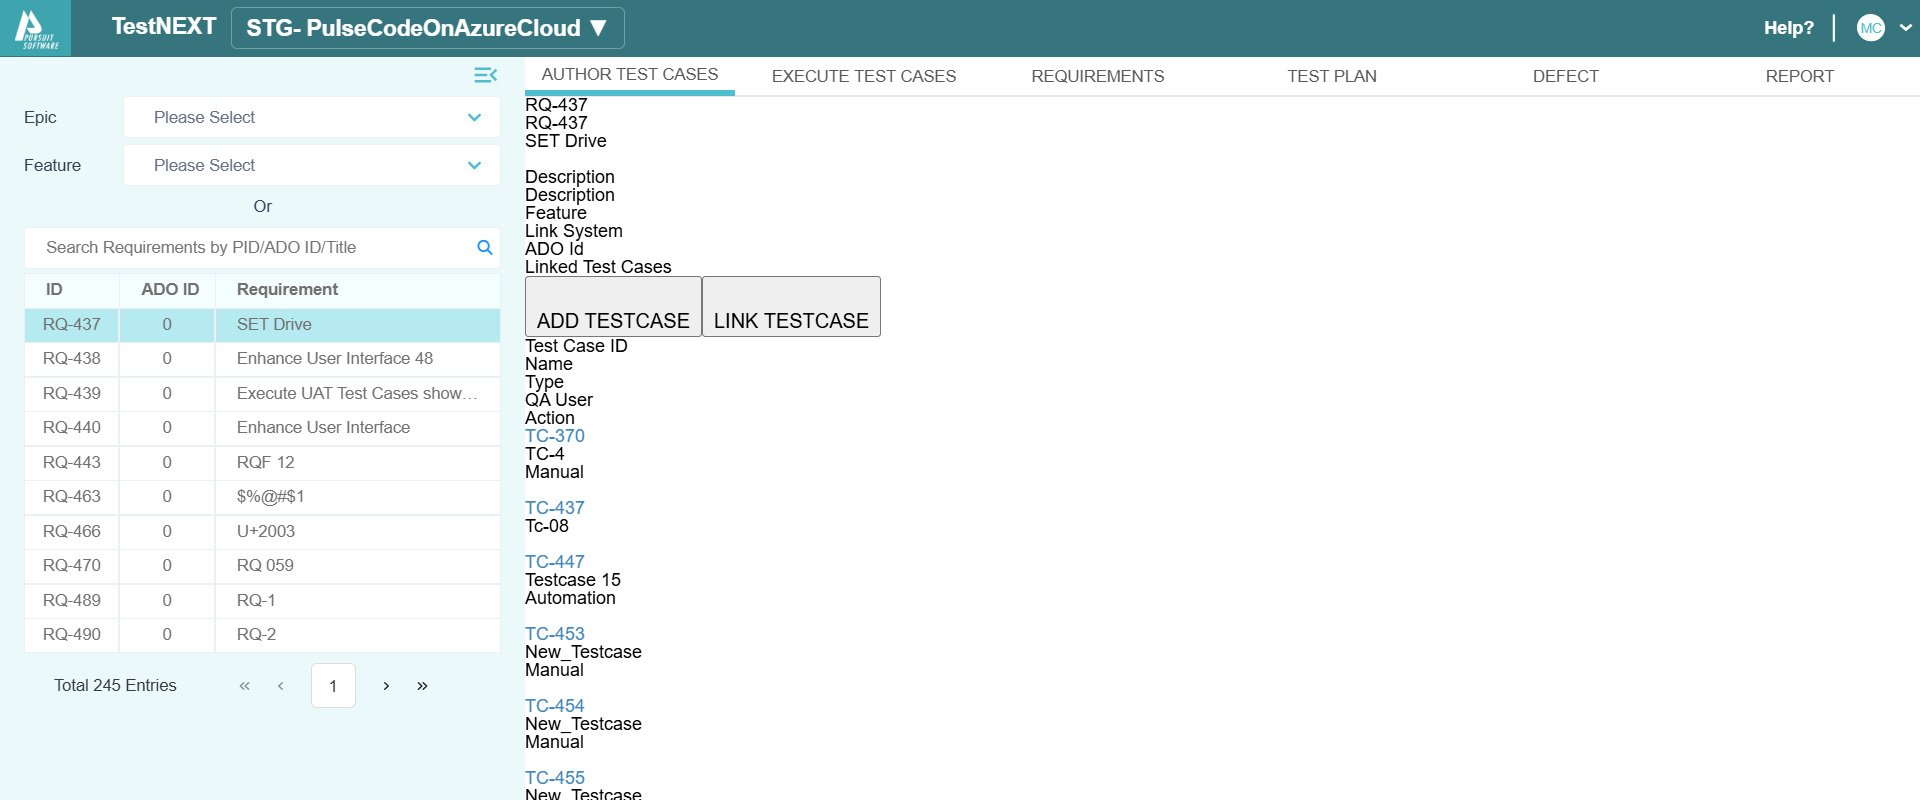 PURSUIT
SOFTWARE
TestNEXT
STG- PulseCodeOnAzureCloud ▼
Help?
MC
AUTHOR TEST CASES
EXECUTE TEST CASES
REQUIREMENTS
TEST PLAN
DEFECT
REPORT
Epic
Please Select
Feature
Please Select
Or
Search Requirements by PID/ADO ID/Title
ID ADO ID Requirement
RQ-437 0 SET Drive
RQ-438 0 Enhance User Interface 48
RQ-439 0 Execute UAT Test Cases show...
RQ-440 0 Enhance User Interface
RQ-443 0 RQF 12
RQ-463 0 $%@#$1
RQ-466 0 U+2003
RQ-470 0 RQ 059
RQ-489 0 RQ-1
RQ-490 0 RQ-2
Total 245 Entries « ‹ 1 › »
RQ-437
RQ-437
SET Drive
Description
Description
Feature
Link System
ADO Id
Linked Test Cases
ADD TESTCASE LINK TESTCASE
Test Case ID
Name
Type
QA User
Action
TC-370
TC-4
Manual
TC-437
Tc-08
TC-447
Testcase 15
Automation
TC-453
New_Testcase
Manual
TC-454
New_Testcase
Manual
TC-455
New_Testcase